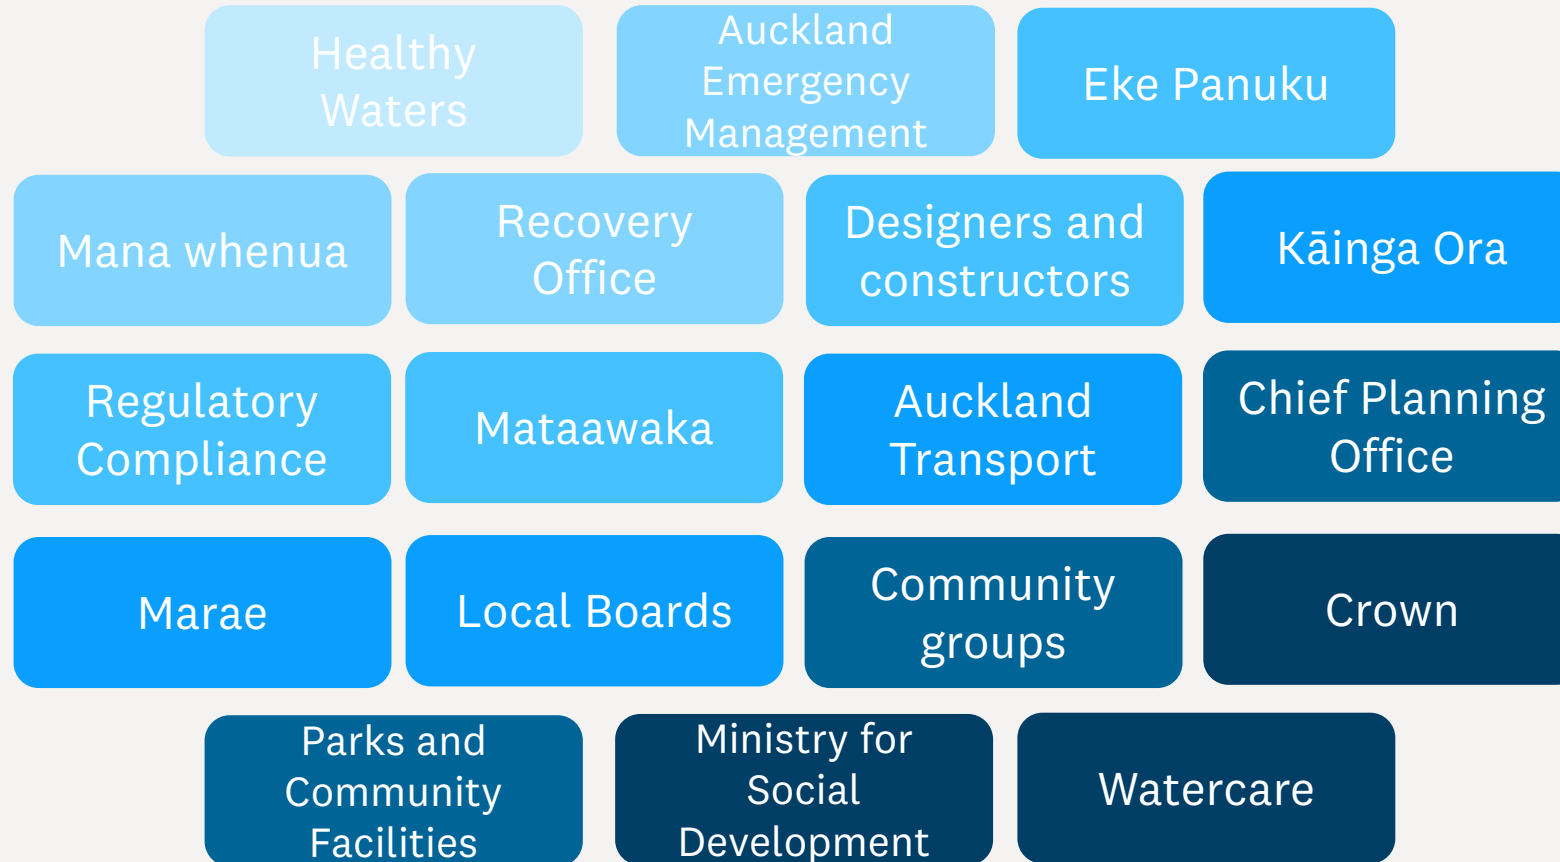 Healthy
Waters
Auckland
Emergency
Management
Eke Panuku
Mana whenua
Recovery
Office
Designers and
constructors
Kāinga Ora
Regulatory
Compliance
Mataawaka
Auckland
Transport
Chief Planning
Office
Marae
Local Boards
Community
groups
Crown
Parks and
Community
Facilities
Ministry for
Social
Development
Watercare